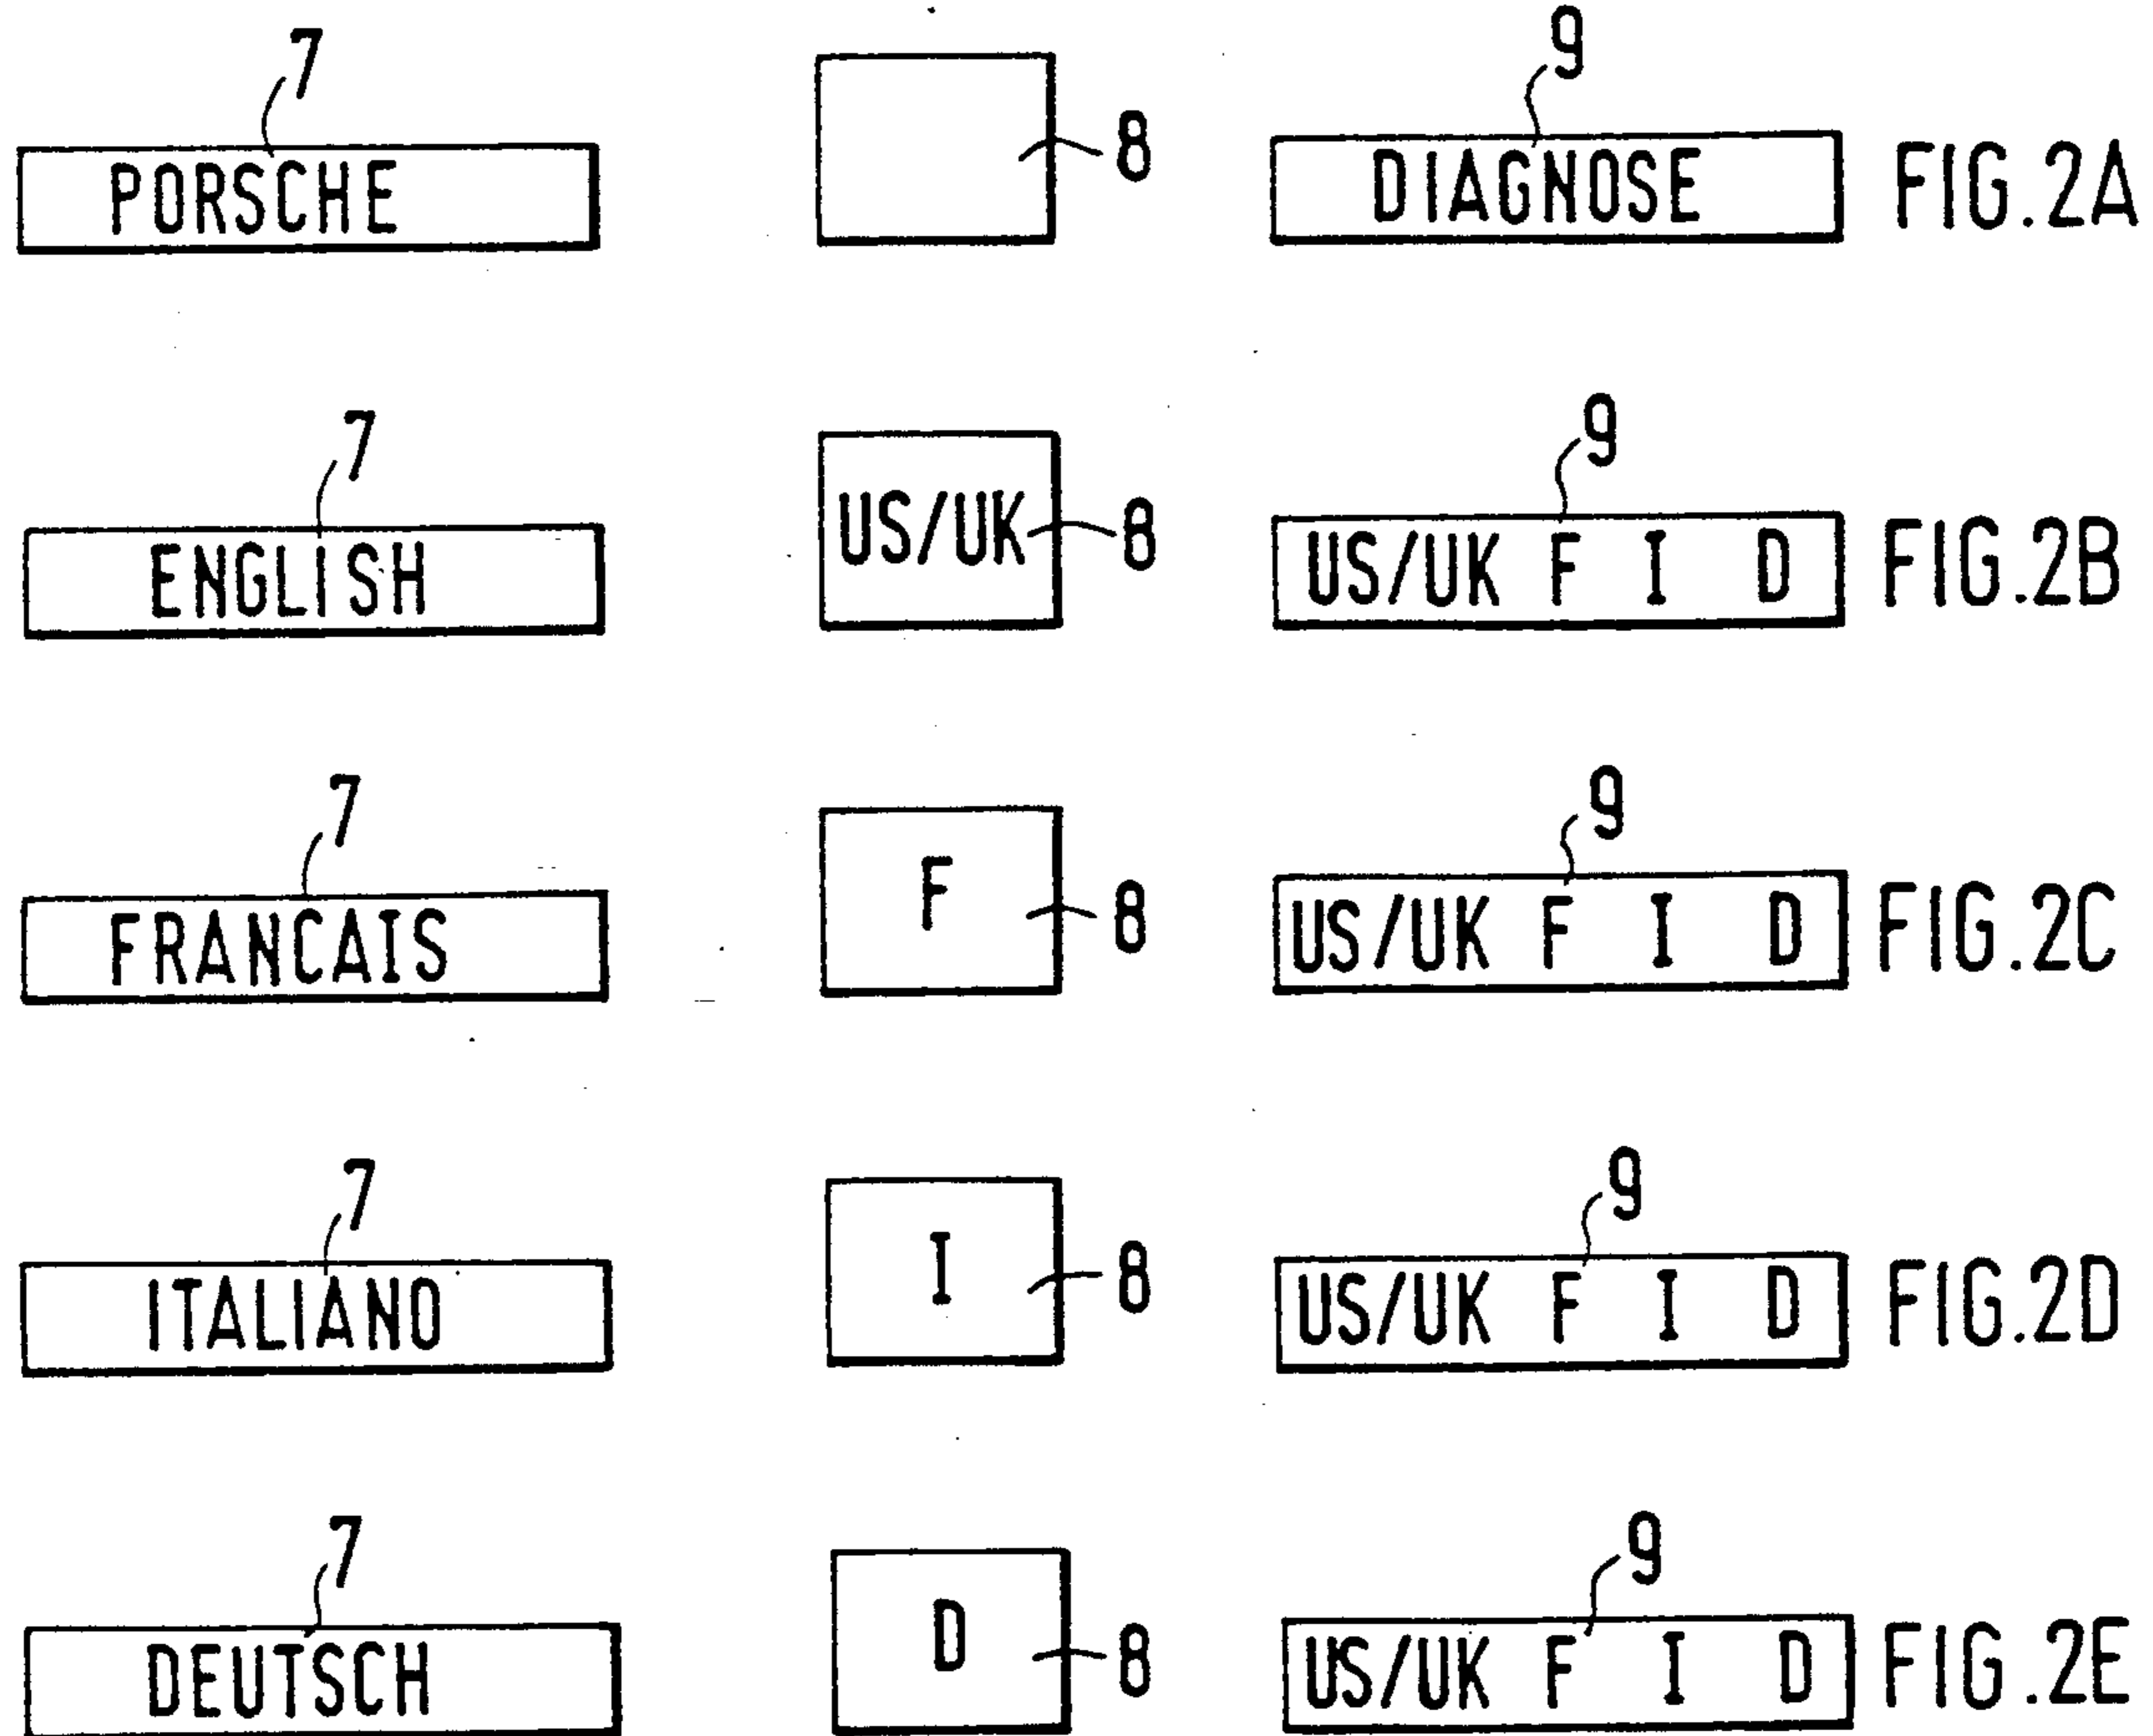 7 9
PORSCHE 8 DIAGNOSE FIG.2A
7 9
ENGLISH US/UK 8 US/UK F I D FIG.2B
7 9
FRANCAIS F 8 US/UK F I D FIG.2C
7 9
ITALIANO I 8 US/UK F I D FIG.2D
7 9
DEUTSCH D 8 US/UK F I D FIG.2E